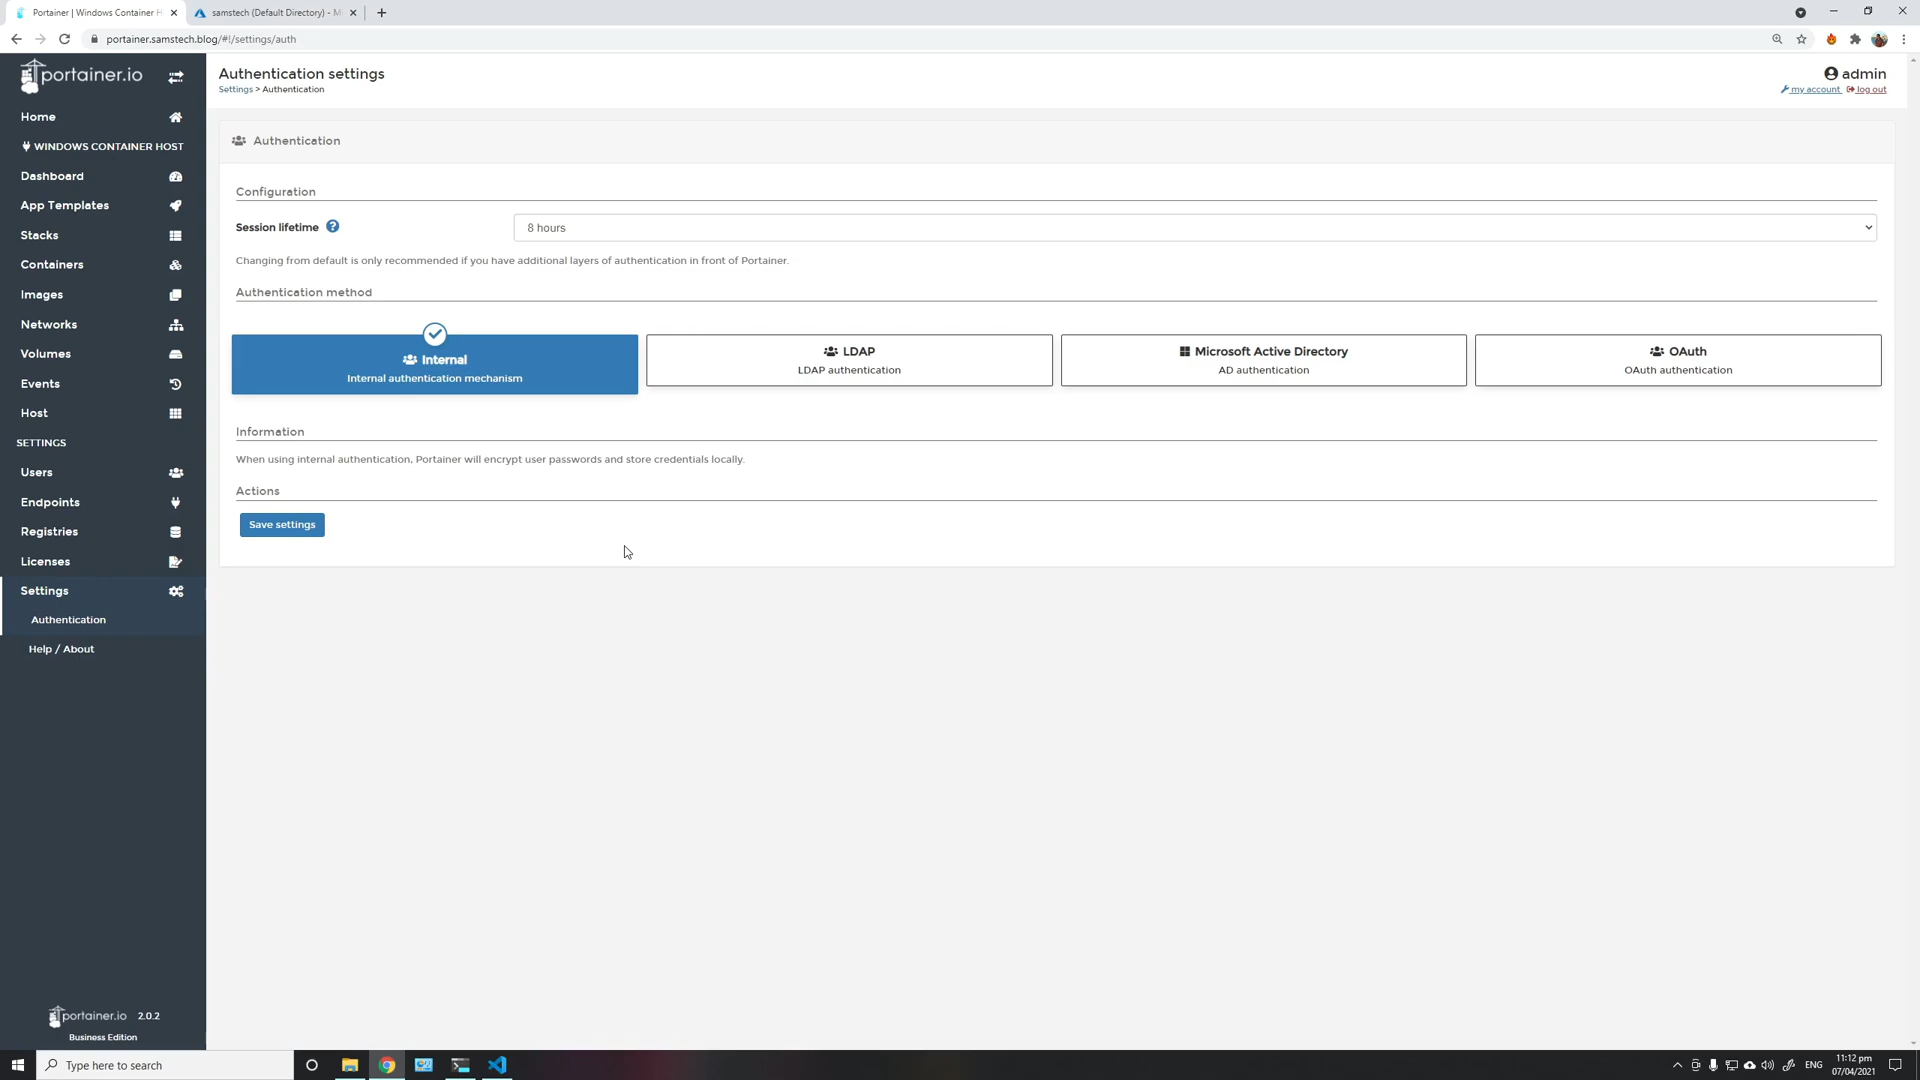 Portainer | Windows Container H
samstech (Default Directory) - M
portainer.samstech.blog/#!/settings/auth
portainer.io
Authentication settings
Settings > Authentication
admin
my account
log out
Home
WINDOWS CONTAINER HOST
Dashboard
App Templates
Stacks
Containers
Images
Networks
Volumes
Events
Host
SETTINGS
Users
Endpoints
Registries
Licenses
Settings
Authentication
Help / About
portainer.io 2.0.2
Business Edition
Authentication
Configuration
Session lifetime ?
8 hours
Changing from default is only recommended if you have additional layers of authentication in front of Portainer.
Authentication method
Internal
Internal authentication mechanism
LDAP
LDAP authentication
Microsoft Active Directory
AD authentication
OAuth
OAuth authentication
Information
When using internal authentication, Portainer will encrypt user passwords and store credentials locally.
Actions
Save settings
Type here to search
ENG
11:12 pm
07/04/2021